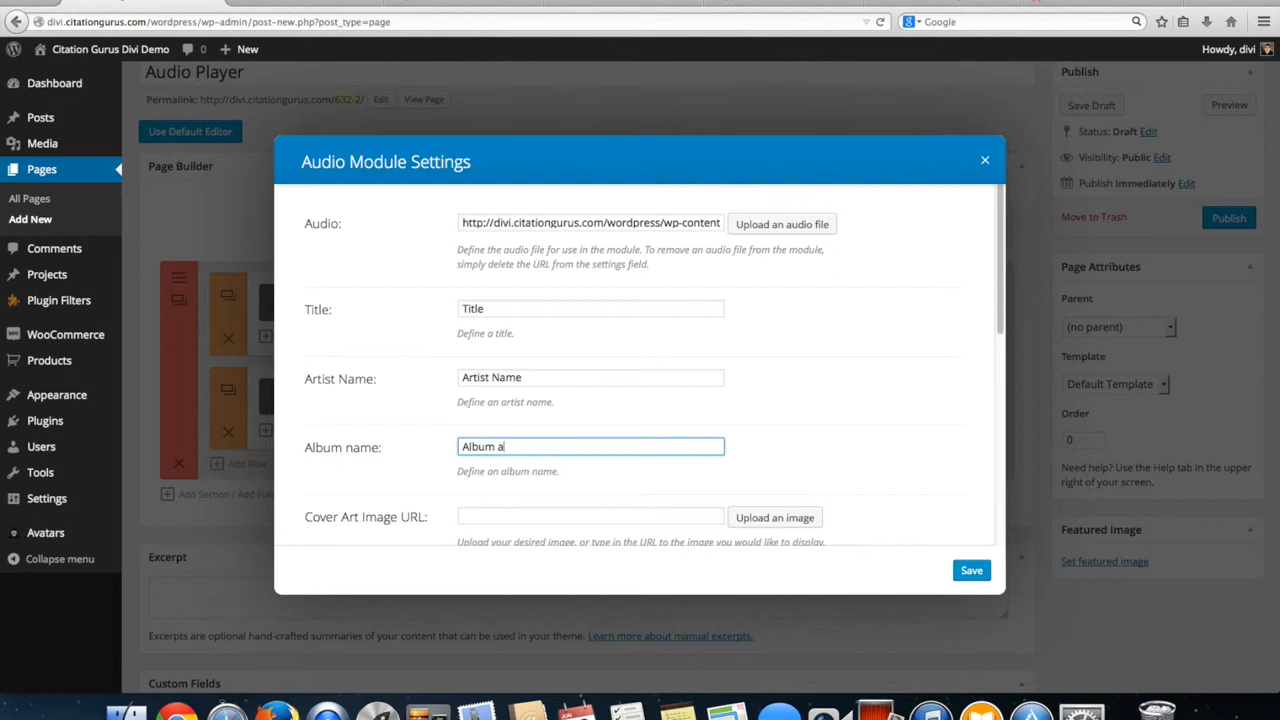 divi.citationgurus.com/wordpress/wp-admin/post-new.php?post_type=page
Google
Citation Gurus Divi Demo
0
New
Howdy, divi
Dashboard
Posts
Media
Pages
All Pages
Add New
Comments
Projects
Plugin Filters
WooCommerce
Products
Appearance
Plugins
Users
Tools
Settings
Avatars
Collapse menu
Audio Player
Permalink: http://divi.citationgurus.com/632-2/ Edit View Page
Use Default Editor
Page Builder
Add Row
Add Section / Add Full
Audio Module Settings
Audio: http://divi.citationgurus.com/wordpress/wp-content Upload an audio file
Define the audio file for use in the module. To remove an audio file from the module,
simply delete the URL from the settings field.
Title: Title
Define a title.
Artist Name: Artist Name
Define an artist name.
Album name: Album a
Define an album name.
Cover Art Image URL: Upload an image
Upload your desired image, or type in the URL to the image you would like to display.
Save
Excerpt
Excerpts are optional hand-crafted summaries of your content that can be used in your theme. Learn more about manual excerpts.
Custom Fields
Publish
Save Draft Preview
Status: Draft Edit
Visibility: Public Edit
Publish immediately Edit
Move to Trash Publish
Page Attributes
Parent
(no parent)
Template
Default Template
Order
0
Need help? Use the Help tab in the upper
right of your screen.
Featured Image
Set featured image